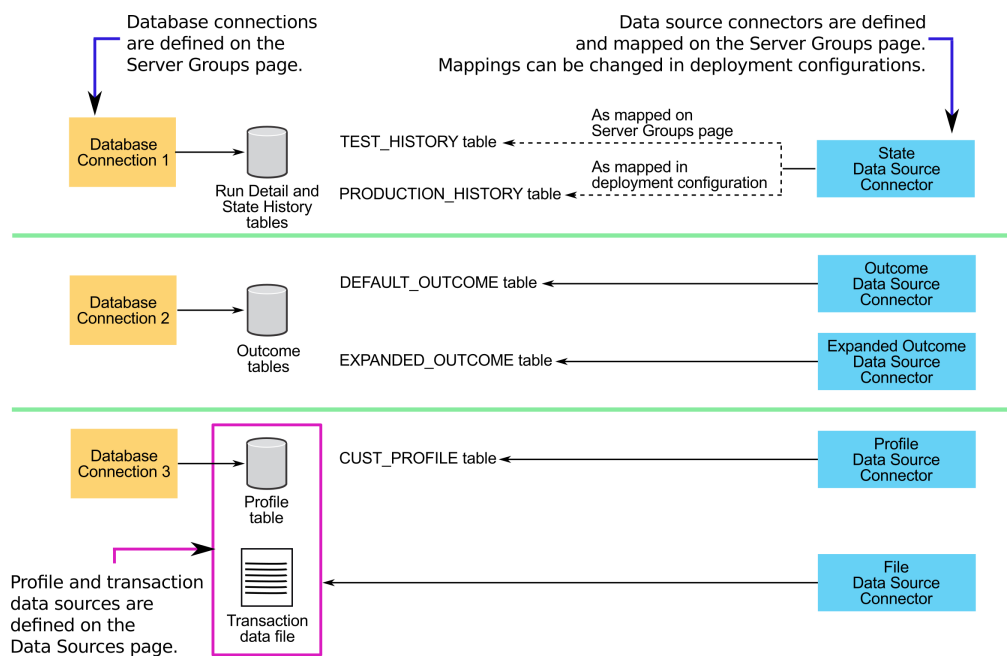 Database connections
are defined on the
Server Groups page.
Data source connectors are defined
and mapped on the Server Groups page.
Mappings can be changed in deployment configurations.
Database
Connection 1
Run Detail and
State History
tables
TEST_HISTORY table
As mapped on
Server Groups page
PRODUCTION_HISTORY table
As mapped in
deployment configuration
State
Data Source
Connector
Database
Connection 2
Outcome
tables
DEFAULT_OUTCOME table
Outcome
Data Source
Connector
EXPANDED_OUTCOME table
Expanded Outcome
Data Source
Connector
Database
Connection 3
Profile
table
CUST_PROFILE table
Profile
Data Source
Connector
Profile and transaction
data sources are
defined on the
Data Sources page.
Transaction
data file
File
Data Source
Connector